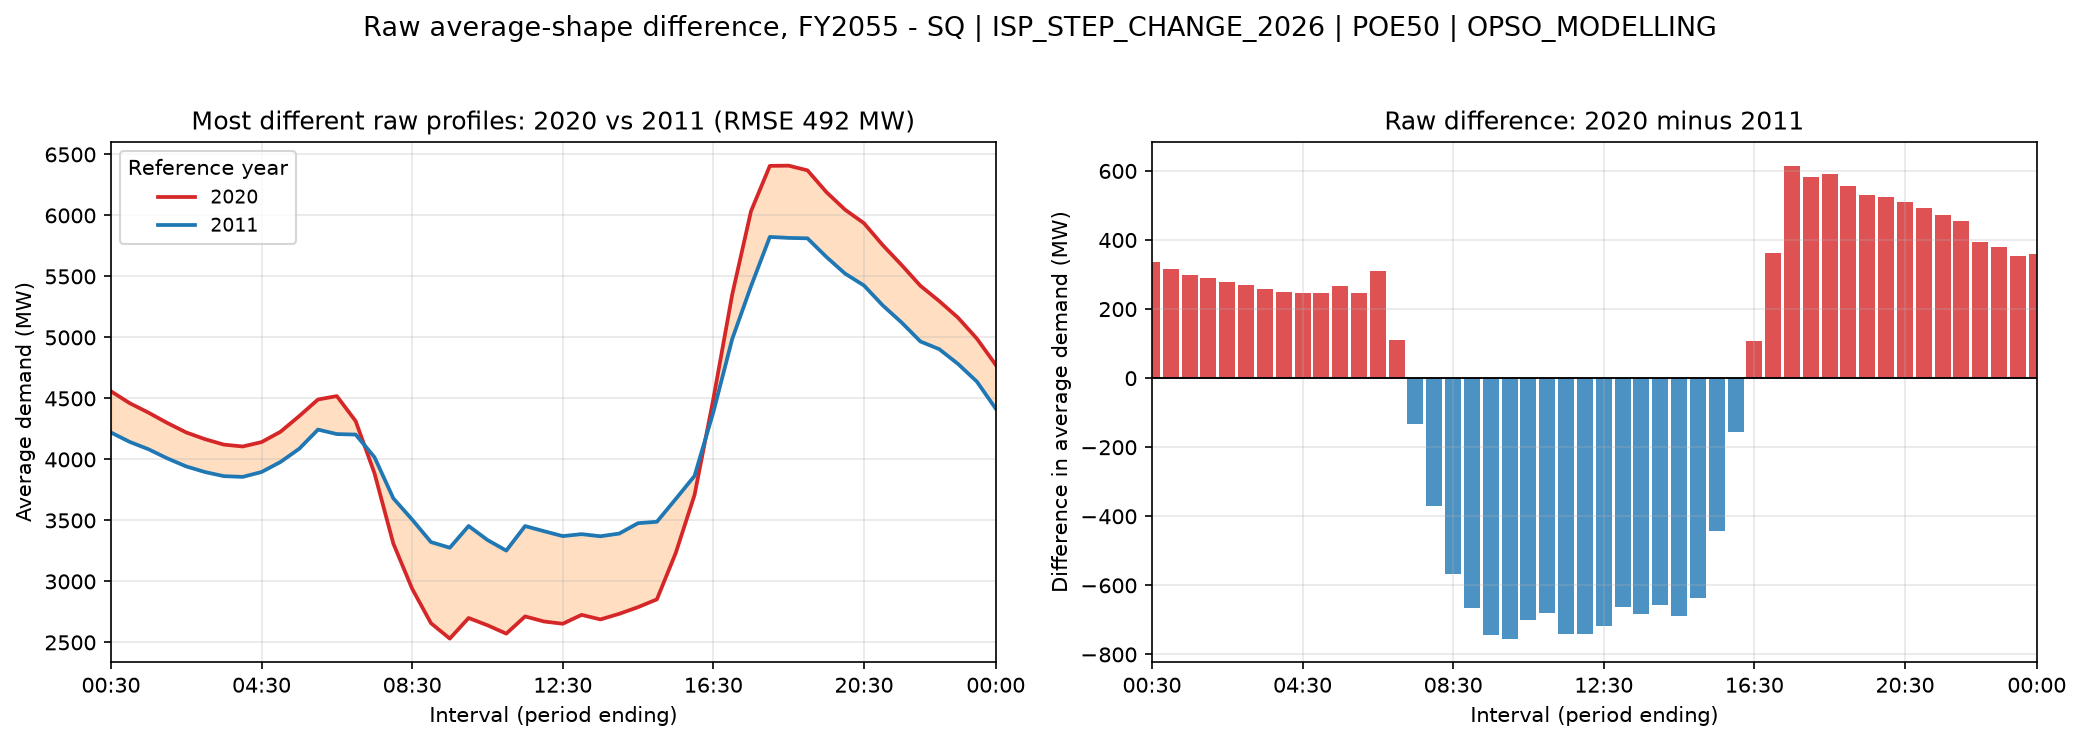 Raw average-shape difference, FY2055 - SQ | ISP_STEP_CHANGE_2026 | POE50 | OPSO_MODELLING
Most different raw profiles: 2020 vs 2011 (RMSE 492 MW)
Average demand (MW)
6500
6000
5500
5000
4500
4000
3500
3000
2500
Reference year
2020
2011
00:30 04:30 08:30 12:30 16:30 20:30 00:00
Interval (period ending)
Raw difference: 2020 minus 2011
Difference in average demand (MW)
600
400
200
0
−200
−400
−600
−800
00:30 04:30 08:30 12:30 16:30 20:30 00:00
Interval (period ending)